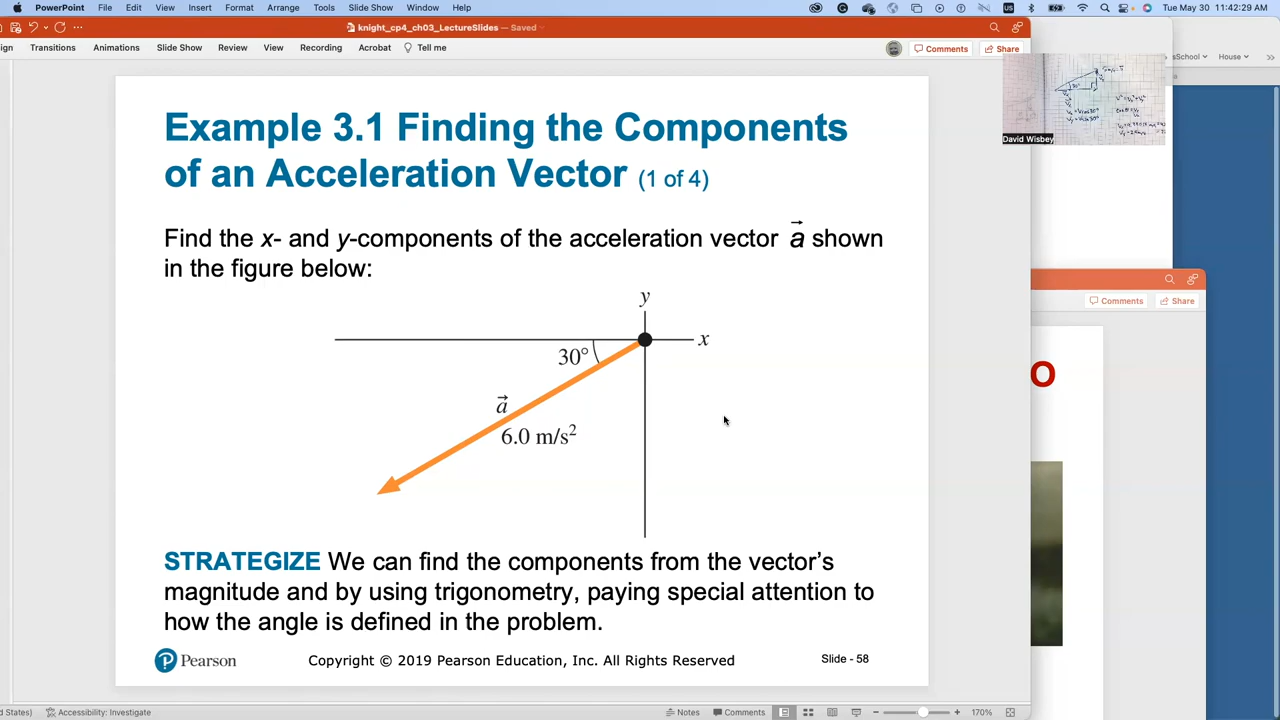 PowerPoint File Edit View Insert Format Arrange Tools Slide Show Window Help US Tue May 30 11:42:29 AM
knight_cp4_ch03_LectureSlides — Saved
ign Transitions Animations Slide Show Review View Recording Acrobat Tell me Comments Share
sSchool House
David Wisbey
Example 3.1 Finding the Components
of an Acceleration Vector (1 of 4)
Find the x- and y-components of the acceleration vector a⃗ shown
in the figure below:
y
x
30°
a⃗
6.0 m/s²
STRATEGIZE We can find the components from the vector’s
magnitude and by using trigonometry, paying special attention to
how the angle is defined in the problem.
Pearson Copyright © 2019 Pearson Education, Inc. All Rights Reserved Slide - 58
Comments Share
O
d States) Accessibility: Investigate Notes Comments 170%